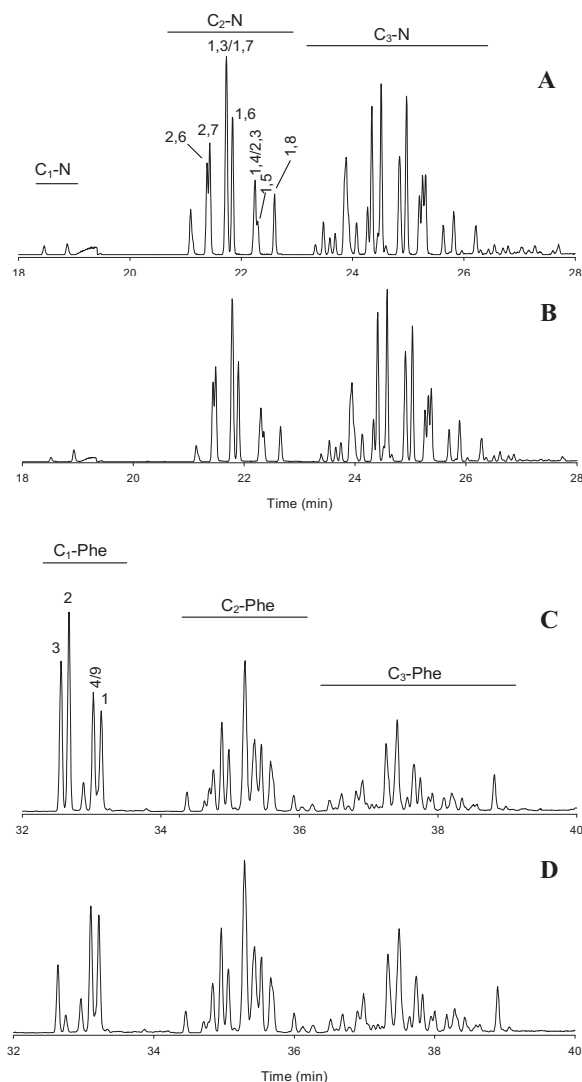 C₂-N
C₃-N
1,3/1,7
A
1,6
2,7
2,6
1,4/2,3
1,5
1,8
C₁-N
18 20 22 24 26 28
B
18 20 22 24 26 28
Time (min)
C₁-Phe
C₂-Phe
C
2
3
4/9
1
C₃-Phe
32 34 36 38 40
D
32 34 36 38 40
Time (min)